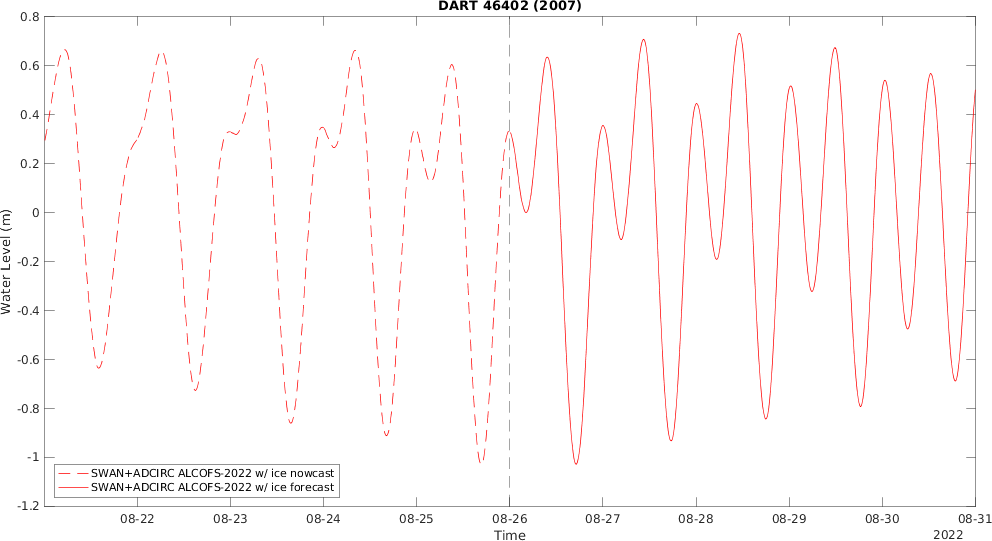 DART 46402 (2007)
0.8
0.6
0.4
0.2
0
-0.2
-0.4
-0.6
-0.8
-1
-1.2
Water Level (m)
SWAN+ADCIRC ALCOFS-2022 w/ ice nowcast
SWAN+ADCIRC ALCOFS-2022 w/ ice forecast
08-22 08-23 08-24 08-25 08-26 08-27 08-28 08-29 08-30 08-31
Time
2022